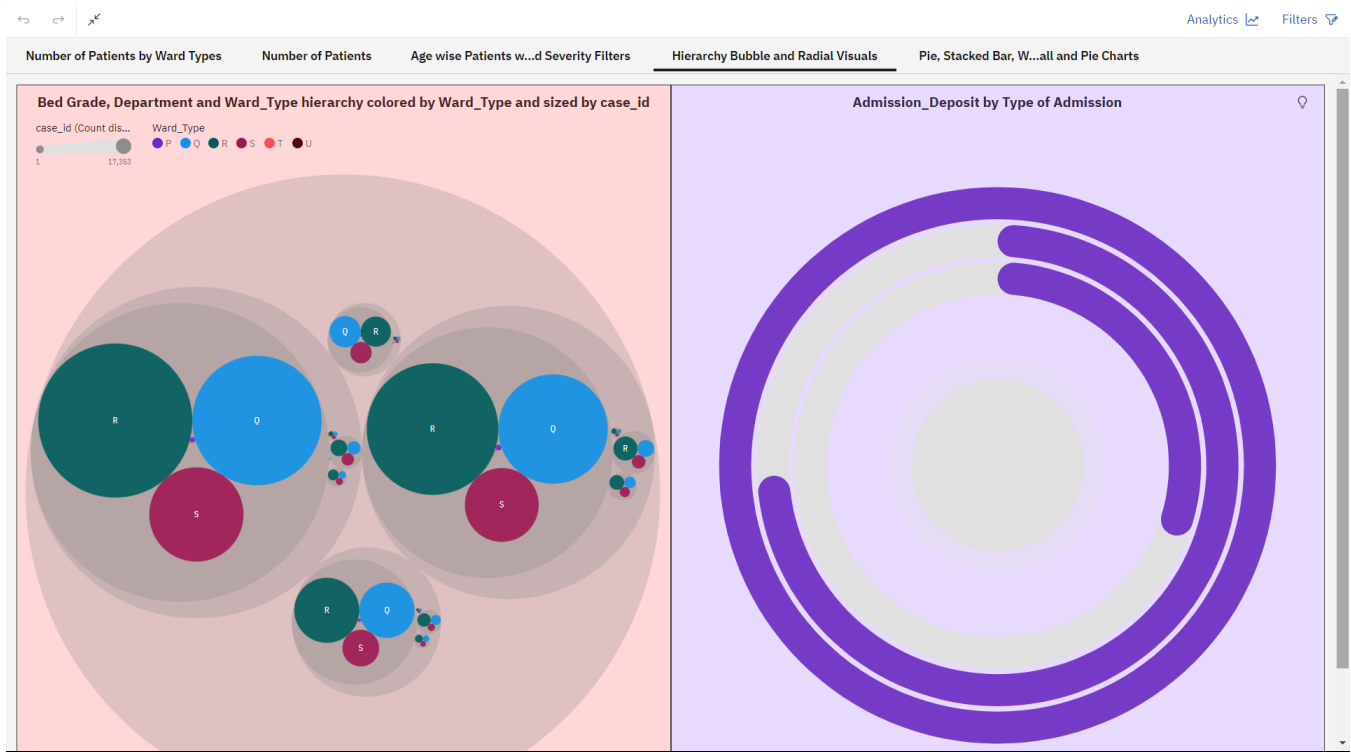 Analytics
Filters
Number of Patients by Ward Types
Number of Patients
Age wise Patients w...d Severity Filters
Hierarchy Bubble and Radial Visuals
Pie, Stacked Bar, W...all and Pie Charts
Bed Grade, Department and Ward_Type hierarchy colored by Ward_Type and sized by case_id
case_id (Count dis...
1
17,353
Ward_Type
P Q R S T U
Admission_Deposit by Type of Admission
Q R
R Q
S
R Q
S
R
R Q
S